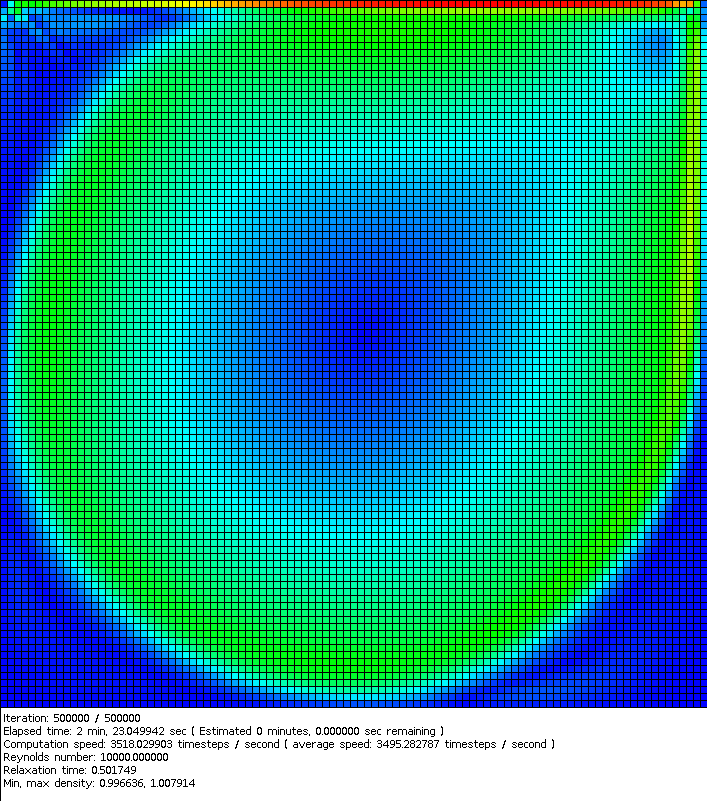 Iteration: 500000 / 500000
Elapsed time: 2 min, 23.049942 sec ( Estimated 0 minutes, 0.000000 sec remaining )
Computation speed: 3518.029903 timesteps / second ( average speed: 3495.282787 timesteps / second )
Reynolds number: 10000.000000
Relaxation time: 0.501749
Min, max density: 0.996636, 1.007914